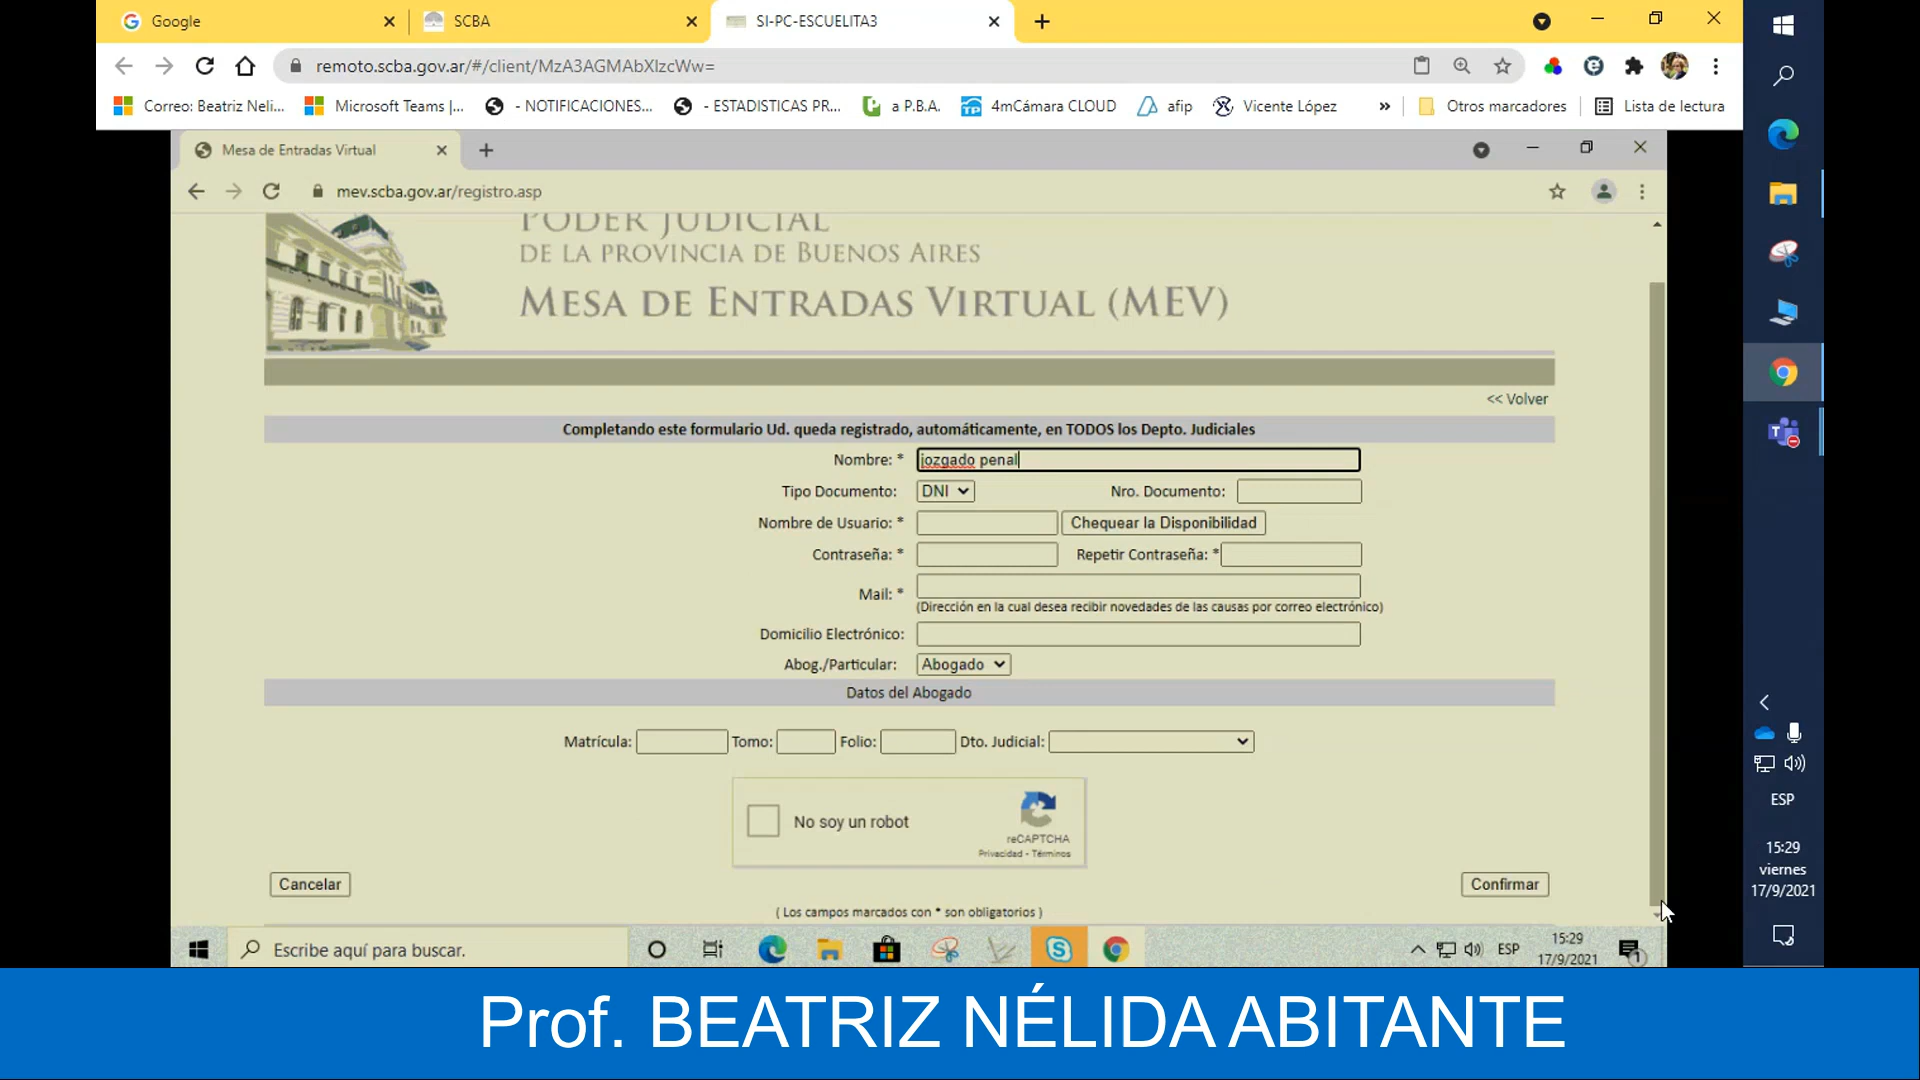 Google
SCBA
SI-PC-ESCUELITA3
remoto.scba.gov.ar/#/client/MzA3AGMAbXlzcWw=
Correo: Beatriz Neli...
Microsoft Teams |...
- NOTIFICACIONES...
- ESTADISTICAS PR...
a P.B.A.
4mCámara CLOUD
afip
Vicente López
»
Otros marcadores
Lista de lectura
Mesa de Entradas Virtual
mev.scba.gov.ar/registro.asp
PODER JUDICIAL
DE LA PROVINCIA DE BUENOS AIRES
MESA DE ENTRADAS VIRTUAL (MEV)
<< Volver
Completando este formulario Ud. queda registrado, automáticamente, en TODOS los Depto. Judiciales
Nombre: * jozgado penal
Tipo Documento: DNI Nro. Documento:
Nombre de Usuario: * Chequear la Disponibilidad
Contraseña: * Repetir Contraseña: *
Mail: *
(Dirección en la cual desea recibir novedades de las causas por correo electrónico)
Domicilio Electrónico:
Abog./Particular: Abogado
Datos del Abogado
Matrícula: Tomo: Folio: Dto. Judicial:
No soy un robot
reCAPTCHA
Privacidad - Términos
Cancelar
Confirmar
( Los campos marcados con * son obligatorios )
Escribe aquí para buscar.
ESP
15:29
17/9/2021
1
ESP
15:29
viernes
17/9/2021
Prof. BEATRIZ NÉLIDA ABITANTE